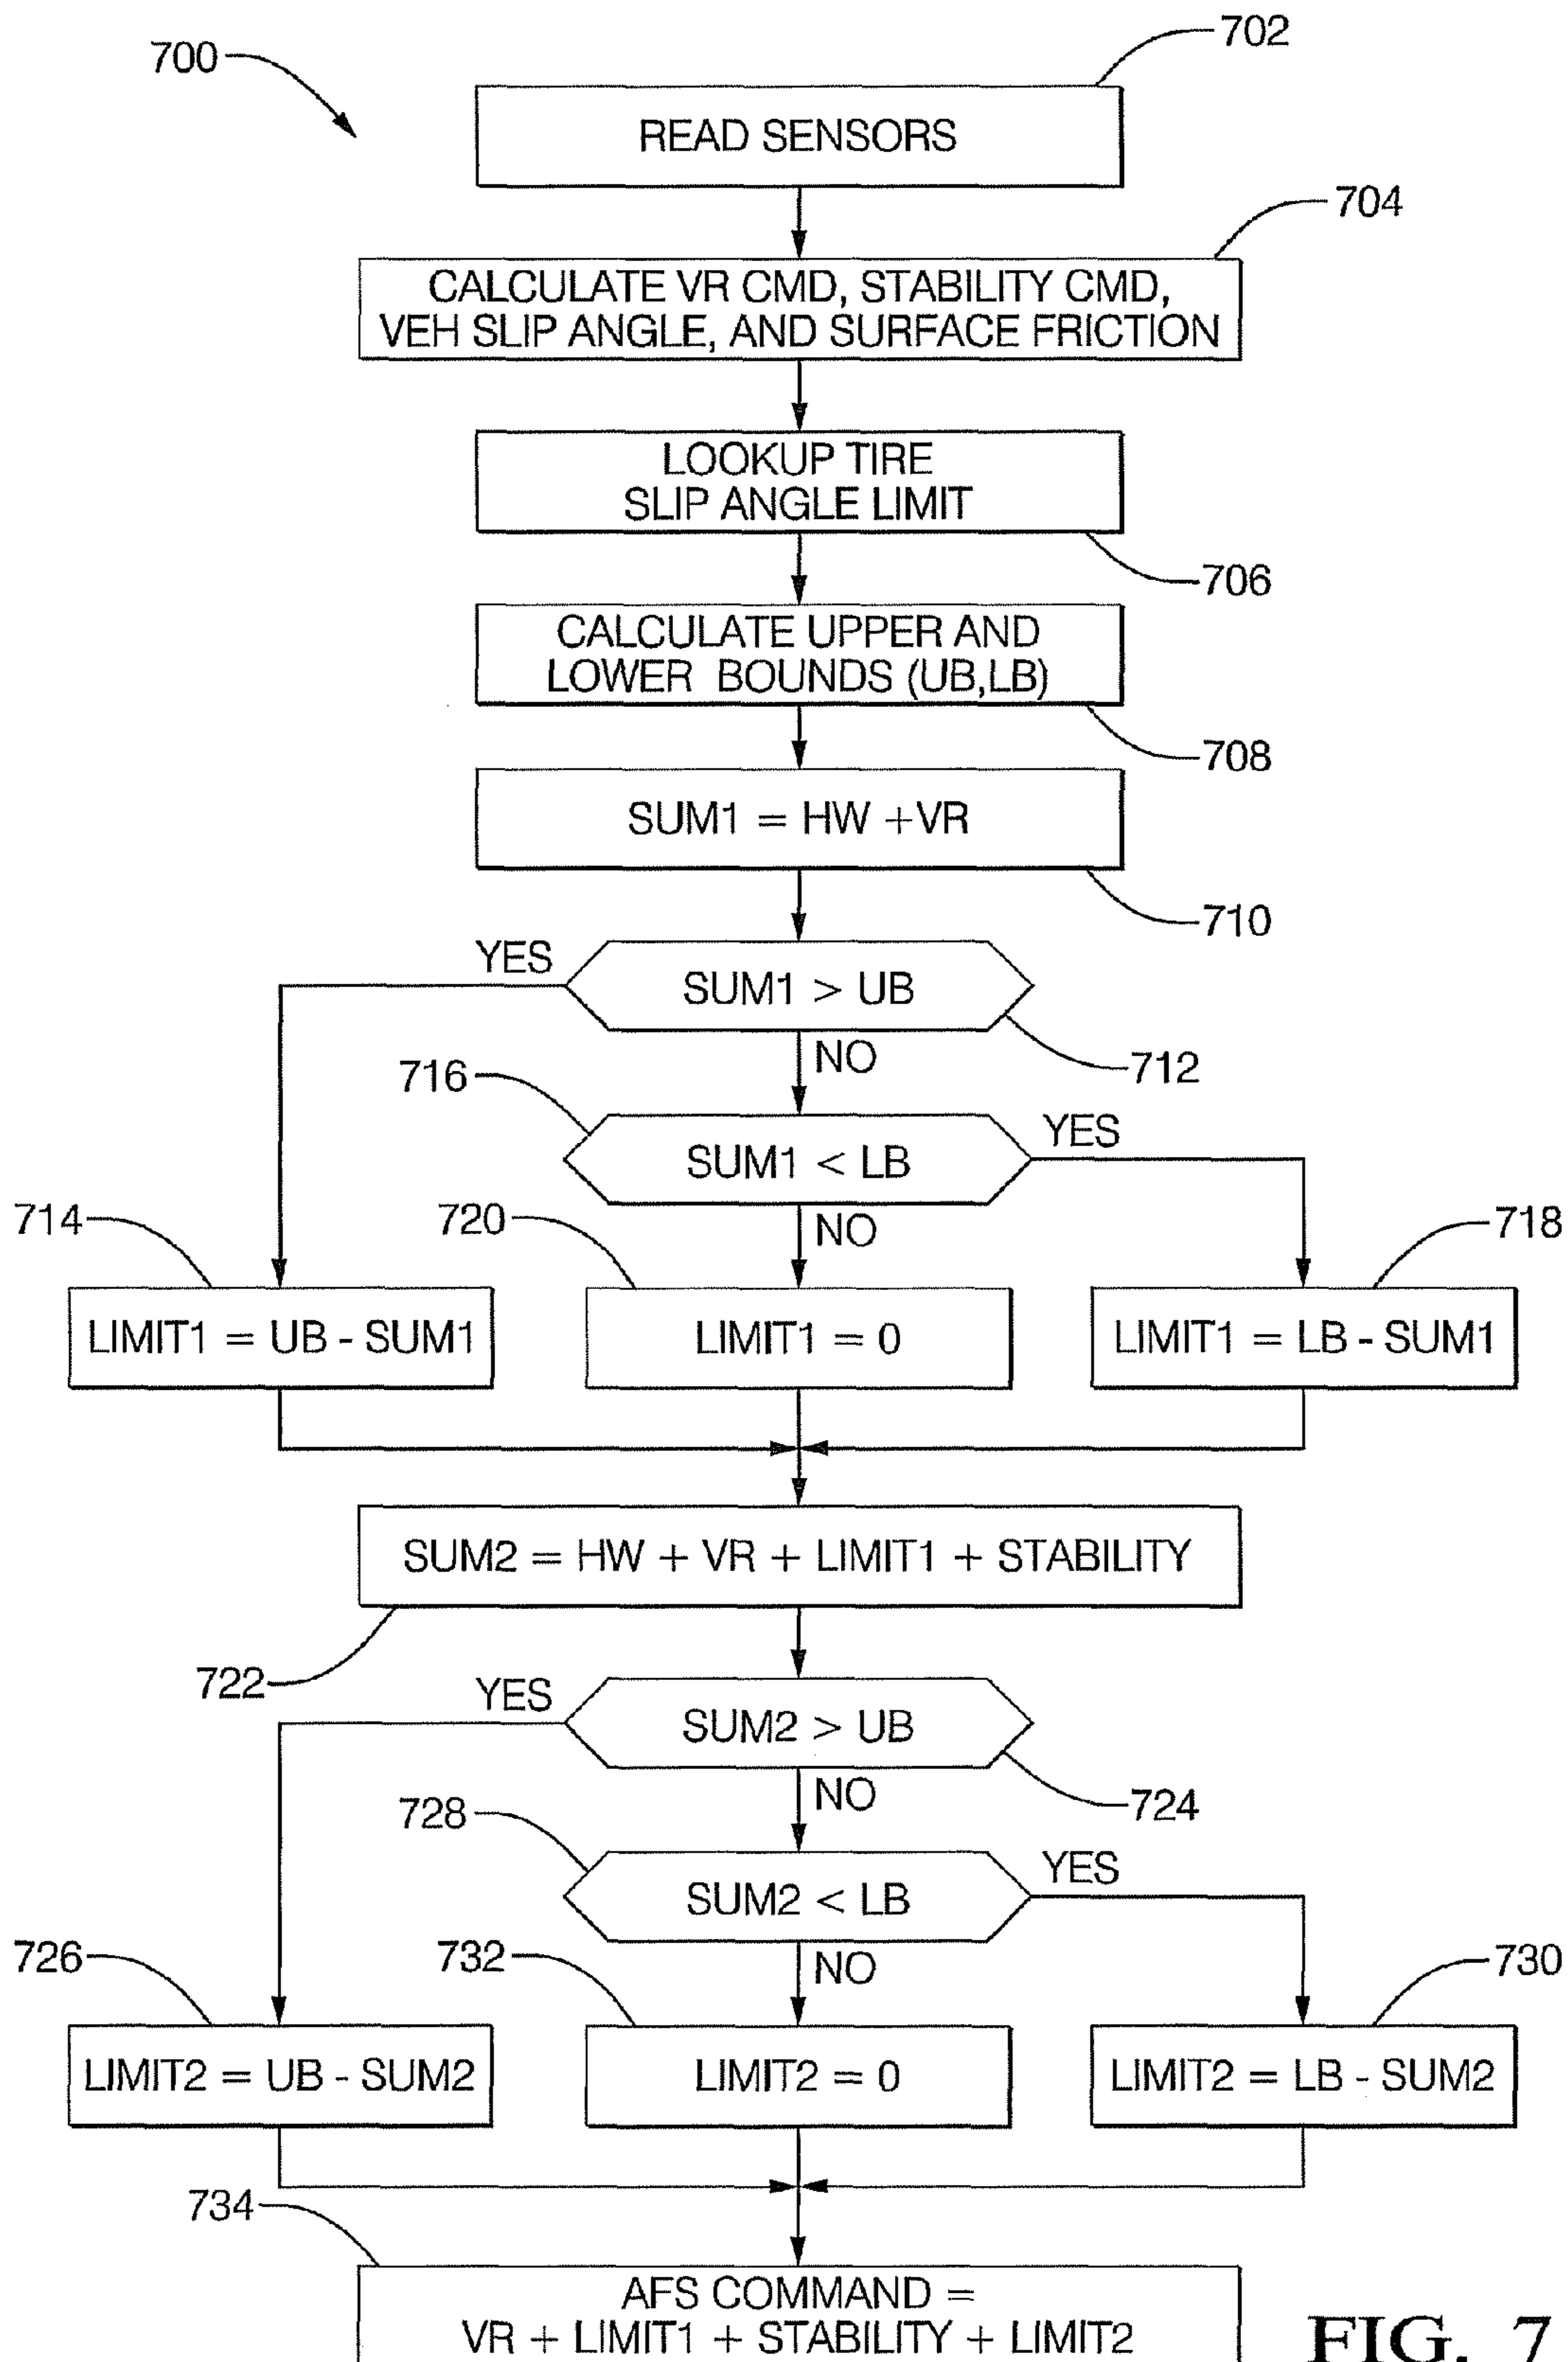 702
700
READ SENSORS
704
CALCULATE VR CMD, STABILITY CMD,
VEH SLIP ANGLE, AND SURFACE FRICTION
LOOKUP TIRE
SLIP ANGLE LIMIT
706
CALCULATE UPPER AND
LOWER BOUNDS (UB,LB)
708
SUM1 = HW +VR
710
YES
SUM1 > UB
712
NO
716
YES
SUM1 < LB
714
720
NO
718
LIMIT1 = UB - SUM1
LIMIT1 = 0
LIMIT1 = LB - SUM1
SUM2 = HW + VR + LIMIT1 + STABILITY
722
YES
SUM2 > UB
724
NO
728
YES
SUM2 < LB
726
732
NO
730
LIMIT2 = UB - SUM2
LIMIT2 = 0
LIMIT2 = LB - SUM2
734
AFS COMMAND =
VR + LIMIT1 + STABILITY + LIMIT2
FIG. 7